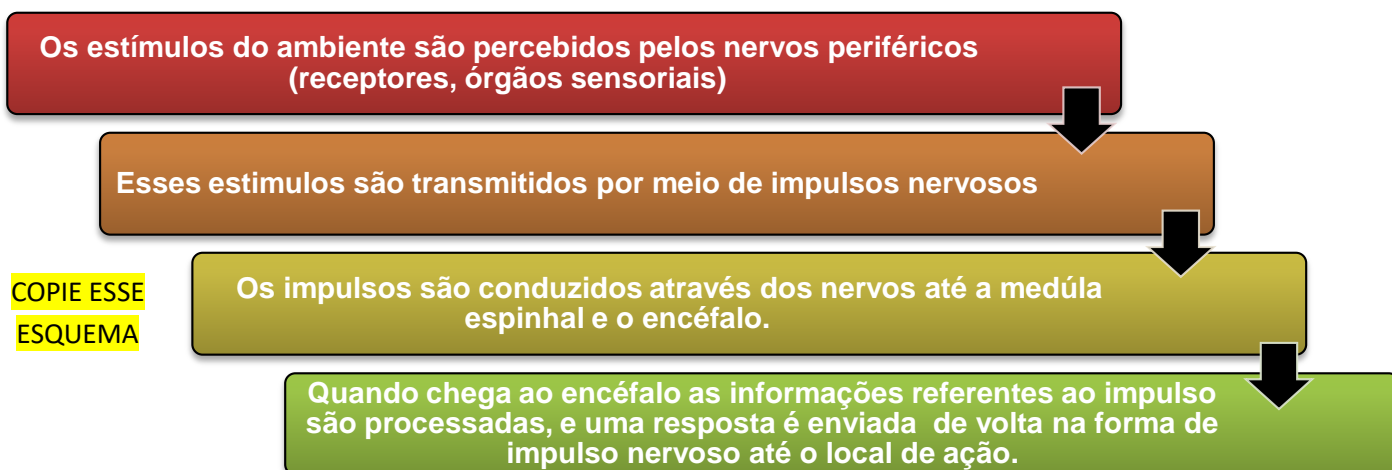 Os estímulos do ambiente são percebidos pelos nervos periféricos
(receptores, órgãos sensoriais)
Esses estimulos são transmitidos por meio de impulsos nervosos
COPIE ESSE
ESQUEMA
Os impulsos são conduzidos através dos nervos até a medúla
espinhal e o encéfalo.
Quando chega ao encéfalo as informações referentes ao impulso
são processadas, e uma resposta é enviada  de volta na forma de
impulso nervoso até o local de ação.